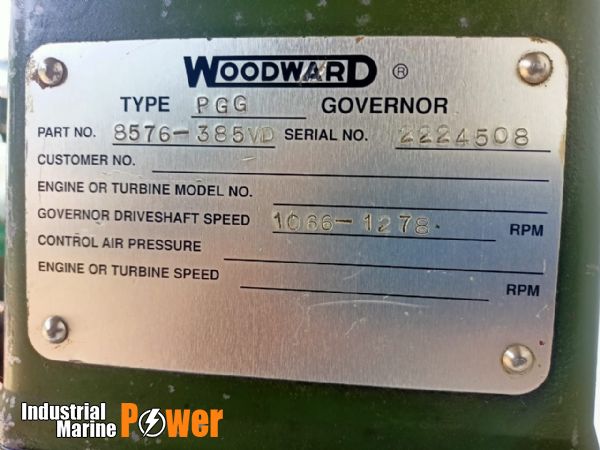 WOODWARD ®
TYPE PGG GOVERNOR
PART NO. 8576-385VD SERIAL NO. 2224508
CUSTOMER NO.
ENGINE OR TURBINE MODEL NO.
GOVERNOR DRIVESHAFT SPEED 1066-1278 RPM
CONTROL AIR PRESSURE
ENGINE OR TURBINE SPEED RPM
Industrial
Marine Power